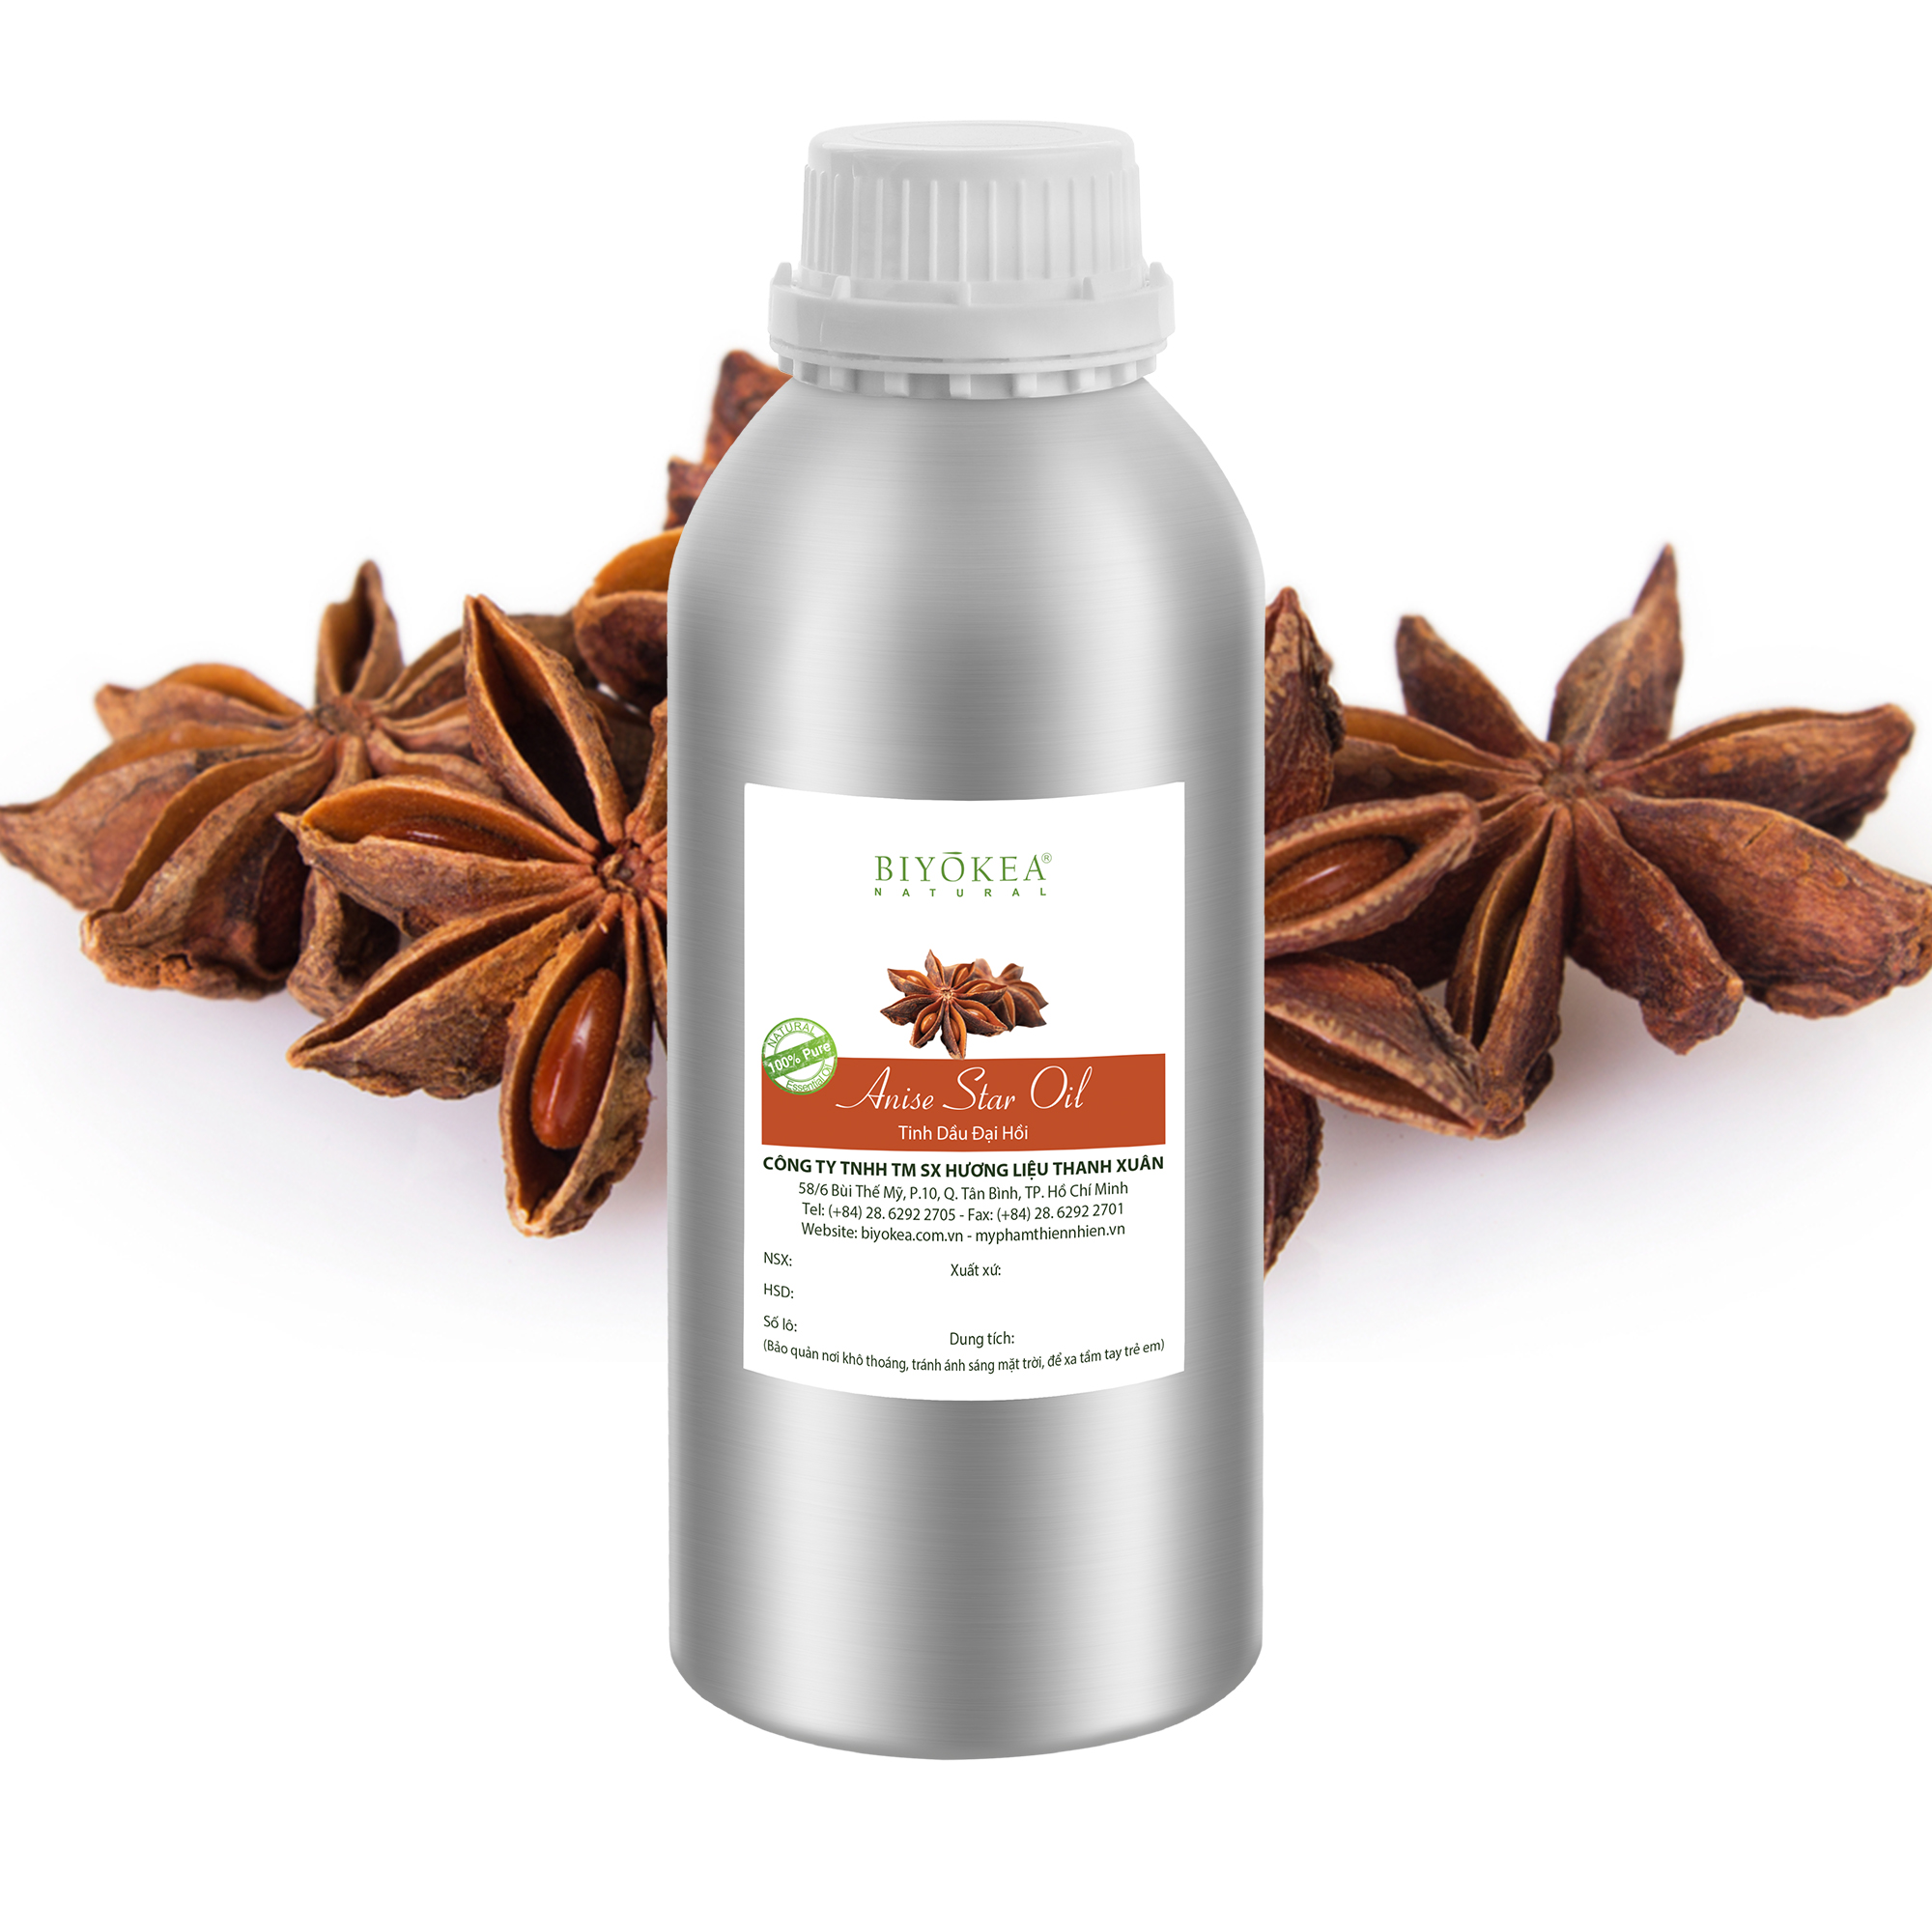 BIYŌKEA®
NATURAL
NATURAL
100% Pure
Essential Oil
Anise Star Oil
Tinh Dầu Đại Hồi
CÔNG TY TNHH TM SX HƯƠNG LIỆU THANH XUÂN
58/6 Bùi Thế Mỹ, P.10, Q. Tân Bình, TP. Hồ Chí Minh
Tel: (+84) 28. 6292 2705 - Fax: (+84) 28. 6292 2701
Website: biyokea.com.vn - myphamthiennhien.vn
NSX:
Xuất xứ:
HSD:
Số lô:
Dung tích:
(Bảo quản nơi khô thoáng, tránh ánh sáng mặt trời, để xa tầm tay trẻ em)